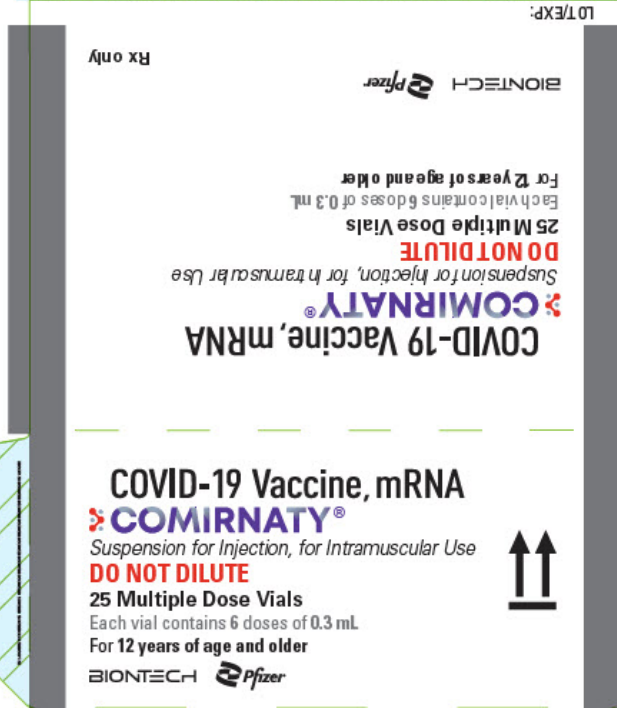 LOT/EXP:
Rx only
BIONTECH Pfizer
For 12 years of age and older
Each vial contains 6 doses of 0.3 mL
25 Multiple Dose Vials
DO NOT DILUTE
Suspension for Injection, for Intramuscular Use
COMIRNATY®
COVID-19 Vaccine, mRNA
COVID-19 Vaccine, mRNA
COMIRNATY®
Suspension for Injection, for Intramuscular Use
DO NOT DILUTE
25 Multiple Dose Vials
Each vial contains 6 doses of 0.3 mL
For 12 years of age and older
BIONTECH Pfizer